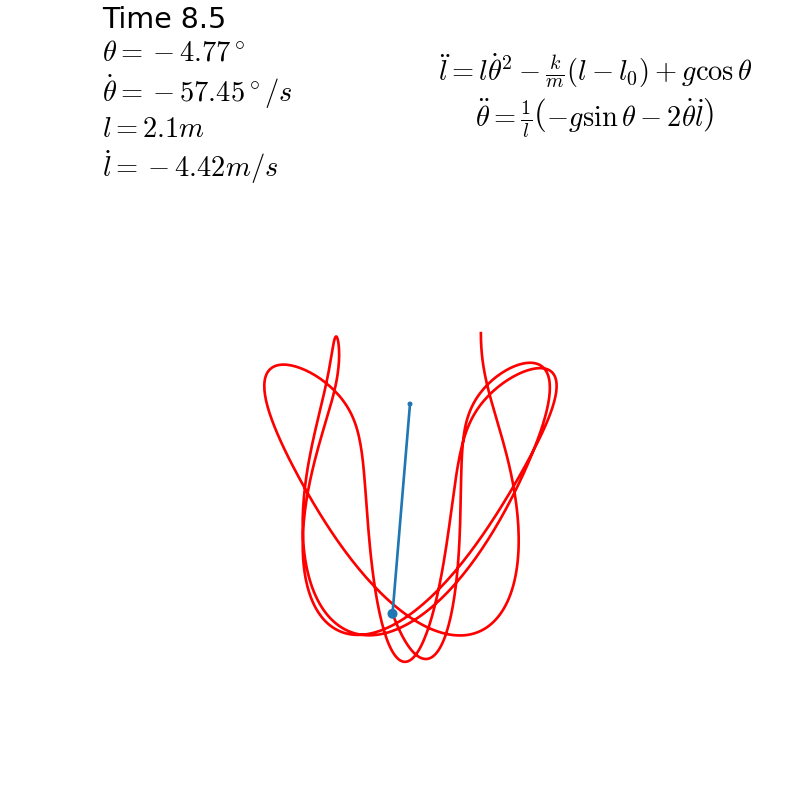 Time 8.5
θ = −4.77°
θ̇ = −57.45°/s
l = 2.1m
l̇ = −4.42m/s
l̈ = lθ̇² − k/m(l − l₀) + g cos θ
θ̈ = 1/l(−g sin θ − 2θ̇l̇)